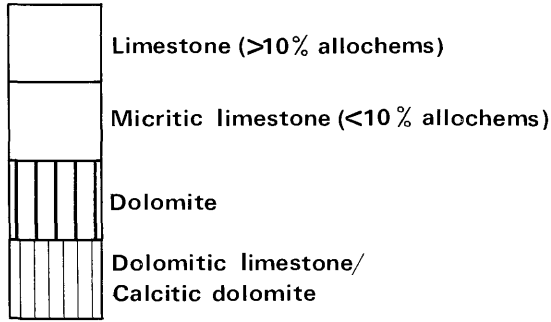 Limestone (>10% allochems)
Micritic limestone (<10% allochems)
Dolomite
Dolomitic limestone/
Calcitic dolomite